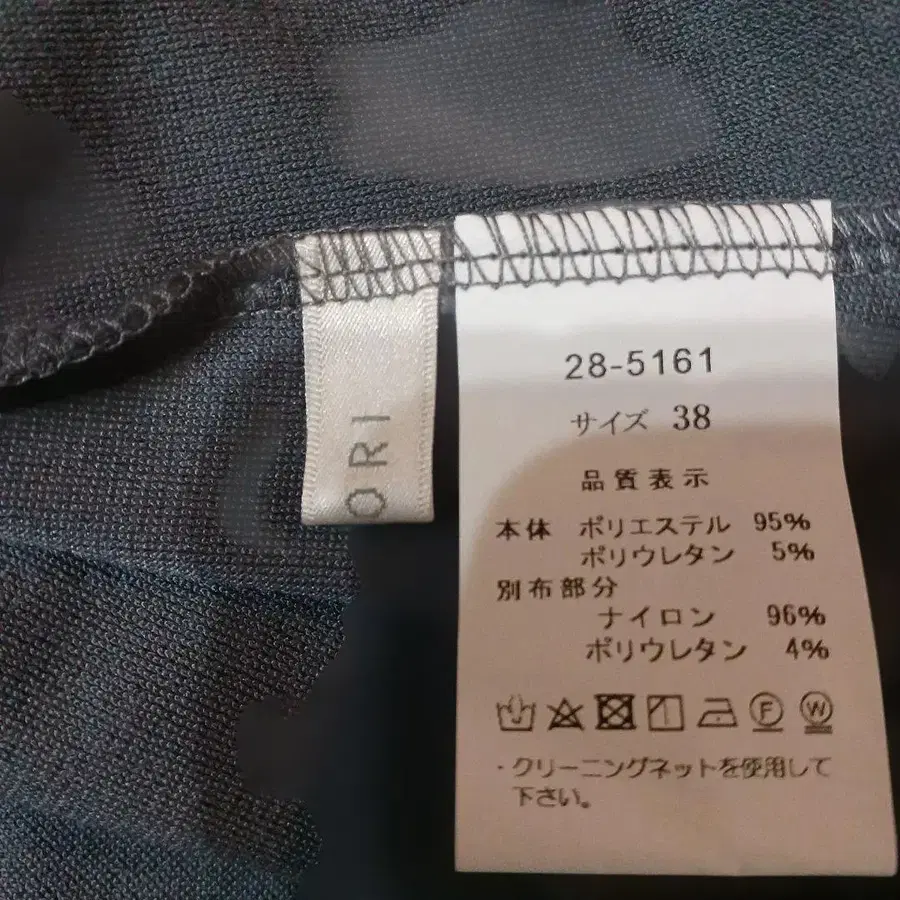 ORI
28-5161
サイズ 38
品質表示
本体 ポリエステル 95%
ポリウレタン 5%
別布部分
ナイロン 96%
ポリウレタン 4%
F W
・クリーニングネットを使用して
下さい。